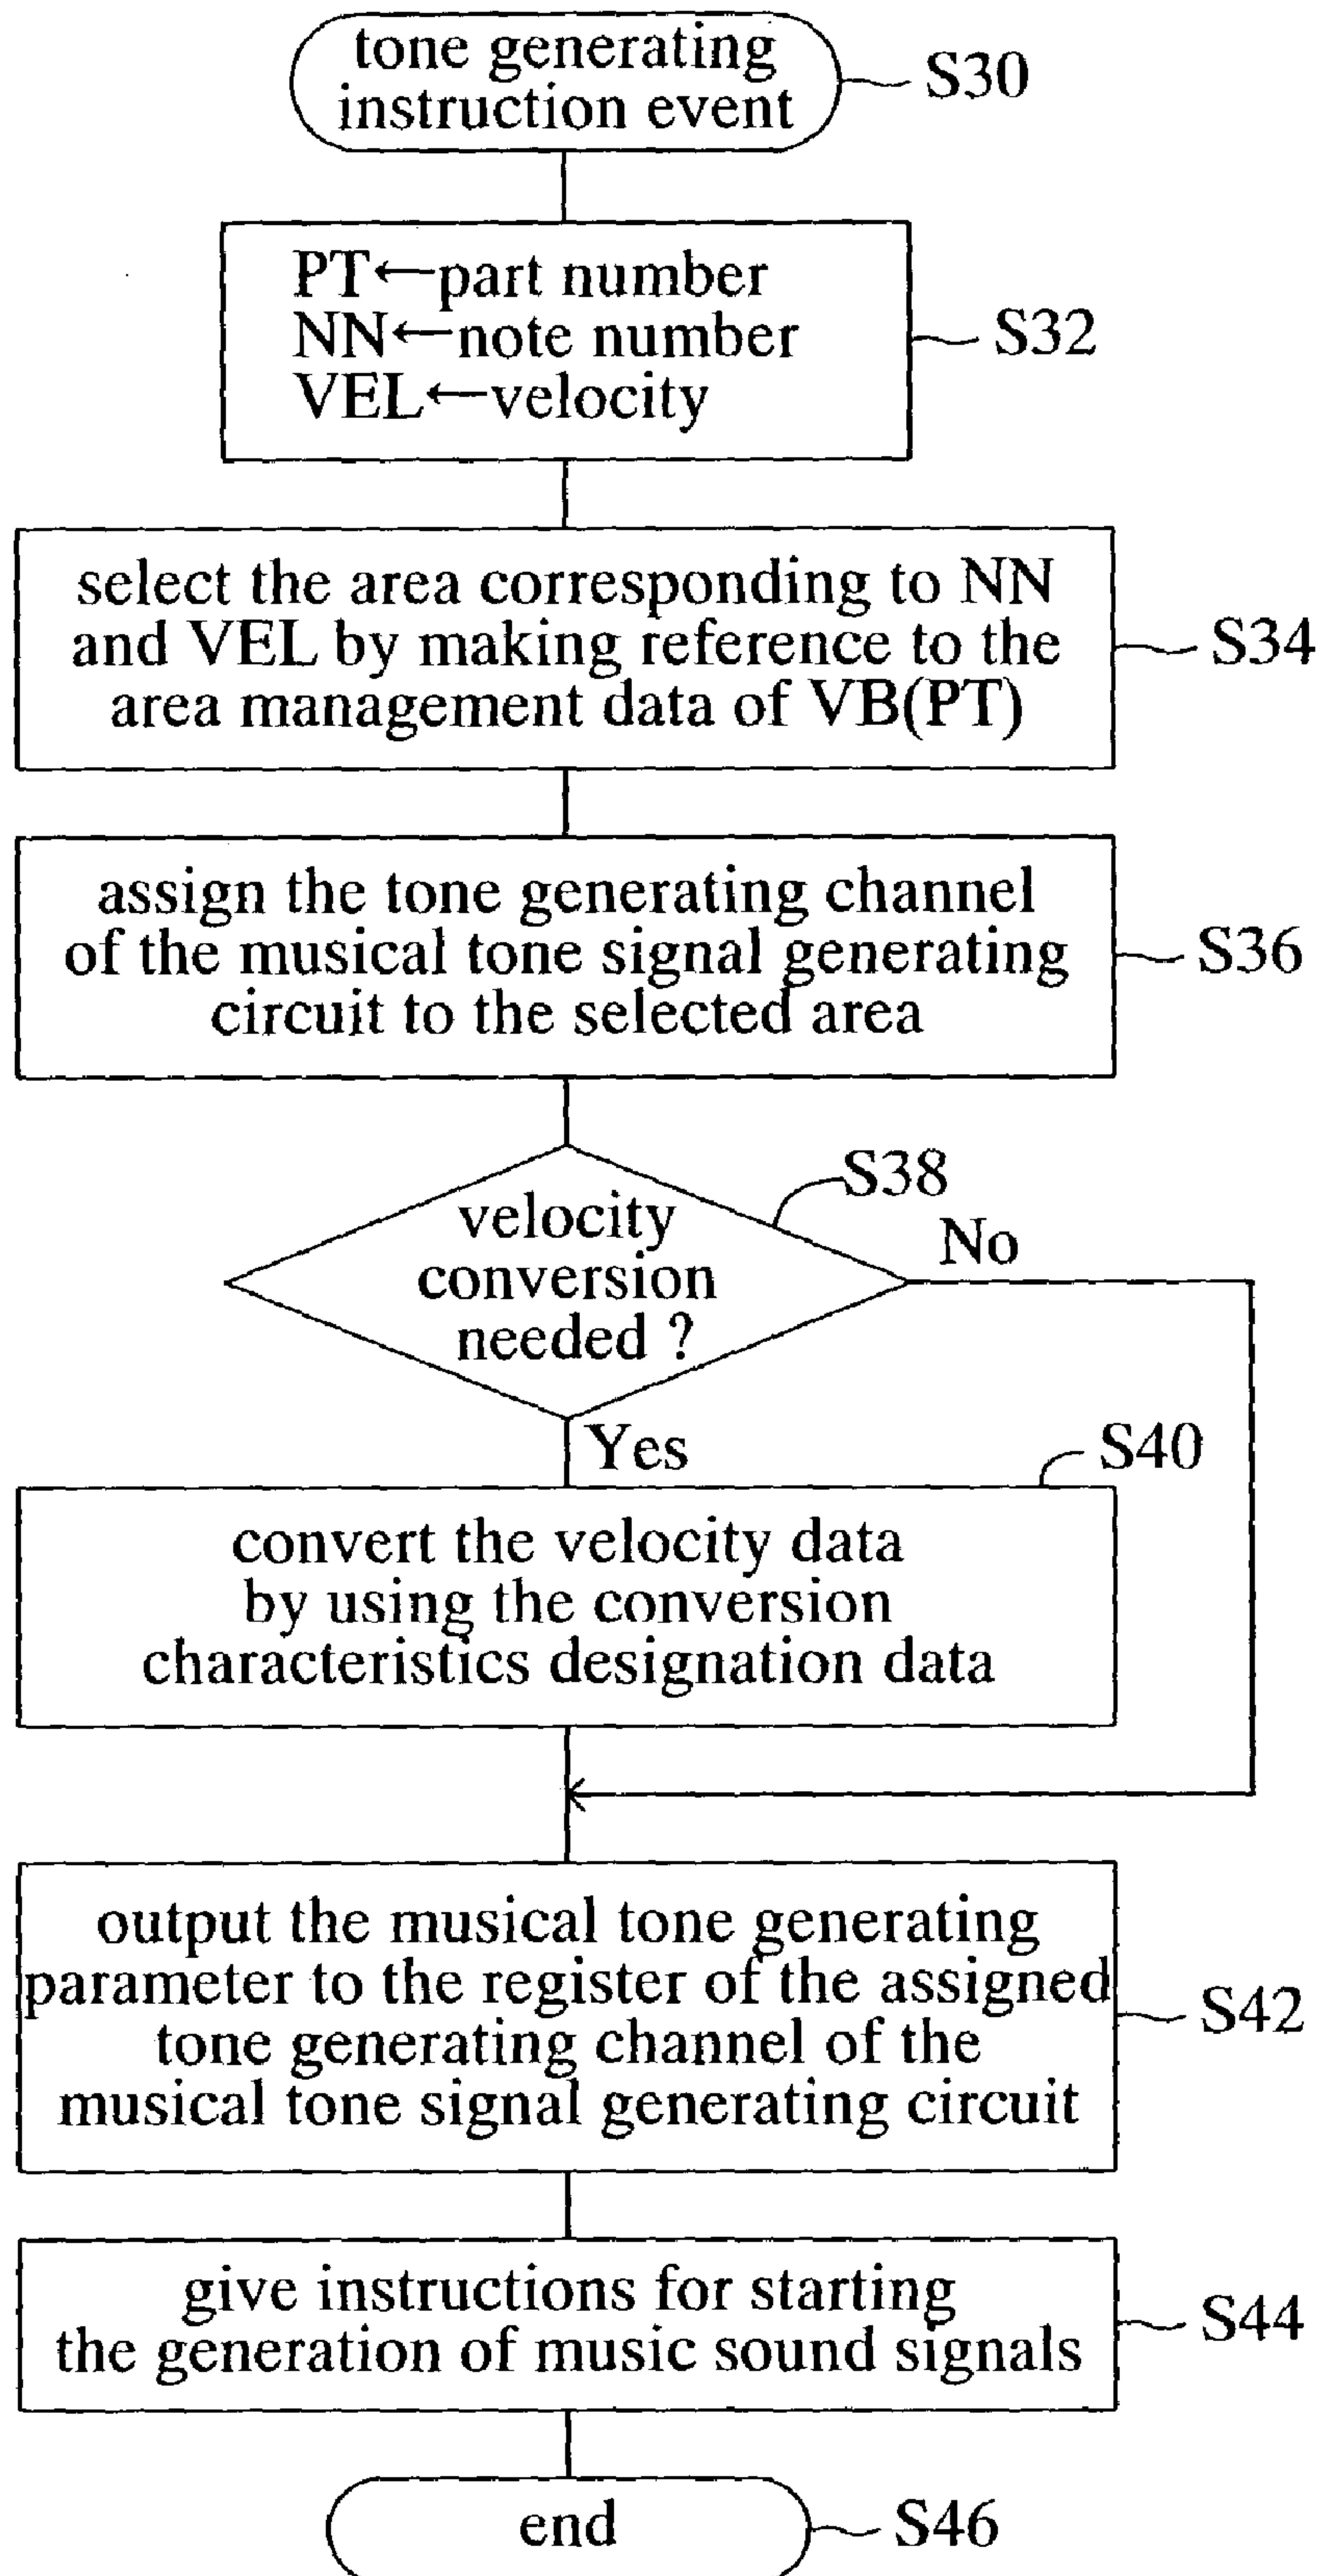 tone generating
instruction event
S30
PT←part number
NN←note number
VEL←velocity
S32
select the area corresponding to NN
and VEL by making reference to the
area management data of VB(PT)
S34
assign the tone generating channel
of the musical tone signal generating
circuit to the selected area
S36
velocity
conversion
needed ?
S38
No
Yes
S40
convert the velocity data
by using the conversion
characteristics designation data
output the musical tone generating
parameter to the register of the assigned
tone generating channel of the
musical tone signal generating circuit
S42
give instructions for starting
the generation of music sound signals
S44
end
S46